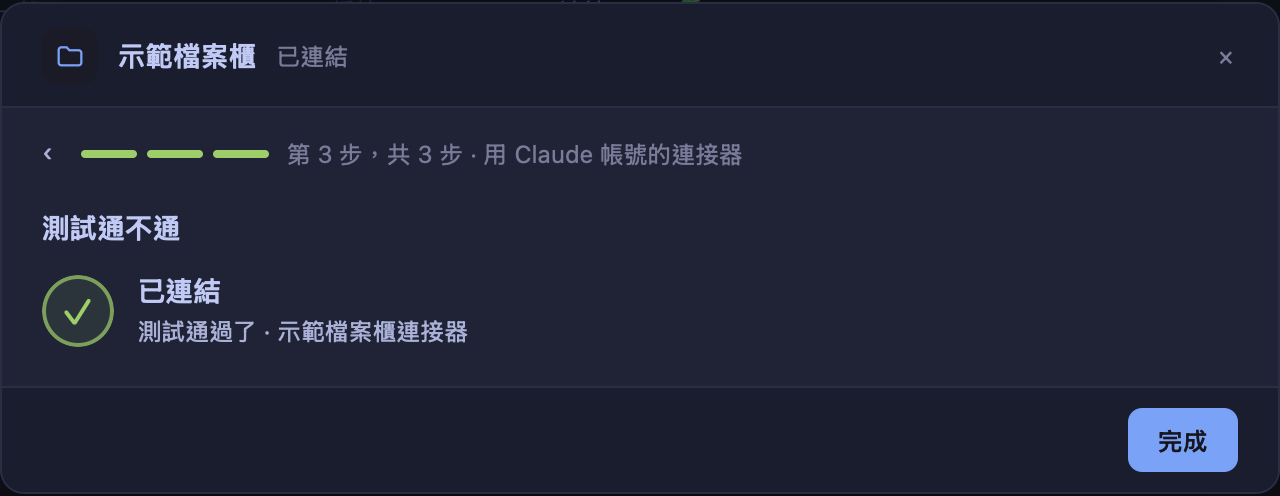 示範檔案櫃 已連結 ×
‹ 第 3 步，共 3 步 · 用 Claude 帳號的連接器
測試通不通
已連結
測試通過了 · 示範檔案櫃連接器
完成